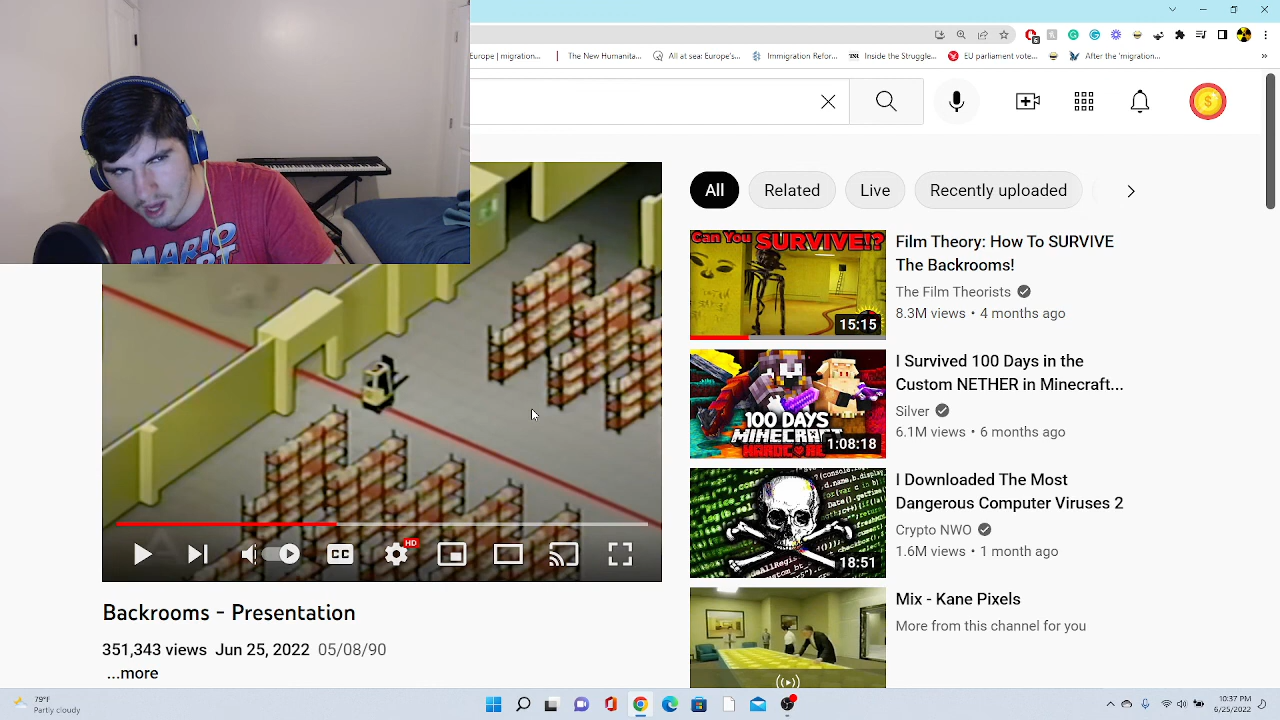 Europe | immigration...
The New Humanita...
All at sea: Europe's...
The Immigration Sce...
EU parliament vote...
After the 'migration...
MARIO
All
Related
Live
Recently uploaded
Can You SURVIVE!?
15:15
Film Theory: How To SURVIVE
The Backrooms!
The Film Theorists
8.3M views • 4 months ago
100 DAYS
MINECRAFT
HARDCORE
1:08:18
I Survived 100 Days in the
Custom NETHER in Minecraft...
Silver
6.1M views • 6 months ago
18:51
I Downloaded The Most
Dangerous Computer Viruses 2
Crypto NWO
1.6M views • 1 month ago
Mix - Kane Pixels
More from this channel for you
CC
HD
Backrooms - Presentation
351,343 views Jun 25, 2022 05/08/90
...more
79°F
Partly cloudy
10:37 PM
6/25/2022